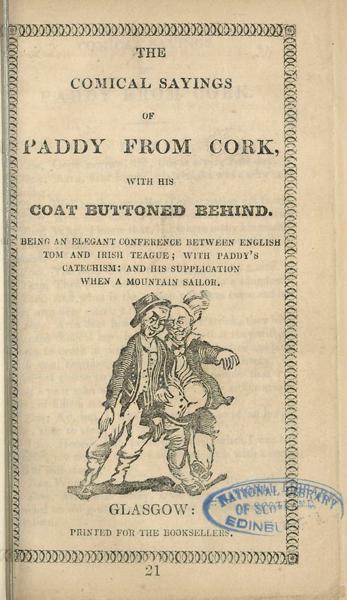 THE
COMICAL SAYINGS
OF
PADDY FROM CORK,
WITH HIS
COAT BUTTONED BEHIND.
BEING AN ELEGANT CONFERENCE BETWEEN ENGLISH
TOM AND IRISH TEAGUE; WITH PADDY'S
CATECHISM: AND HIS SUPPLICATION
WHEN A MOUNTAIN SAILOR.
GLASGOW:
PRINTED FOR THE BOOKSELLERS.
NATIONAL LIBRARY
OF SCOTLAND
21